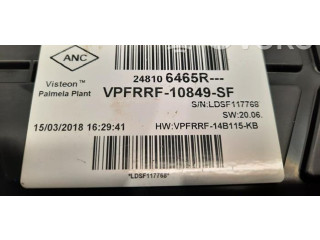 ANC
24810 6465R---
Visteon™
Palmela Plant
VPFRRF-10849-SF
S/N:LDSF117768
SW:20.06.
15/03/2018 16:29:41
HW:VPFRRF-14B115-KB
*LDSF117768*